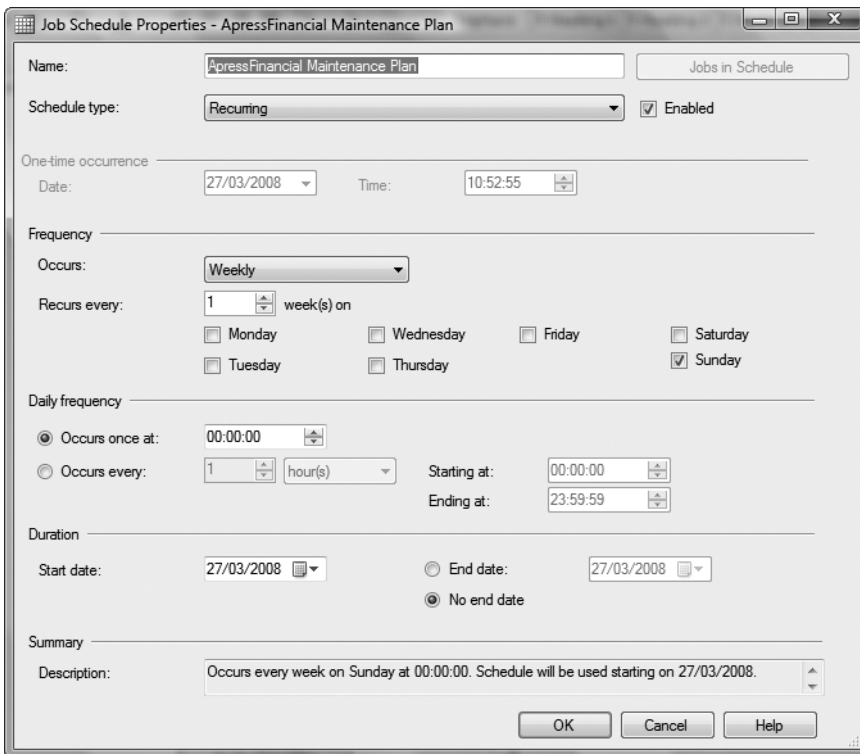 Job Schedule Properties - ApressFinancial Maintenance Plan
Name: ApressFinancial Maintenance Plan Jobs in Schedule
Schedule type: Recurring Enabled
One-time occurrence
Date: 27/03/2008 Time: 10:52:55
Frequency
Occurs: Weekly
Recurs every: 1 week(s) on
Monday Wednesday Friday Saturday
Tuesday Thursday Sunday
Daily frequency
Occurs once at: 00:00:00
Occurs every: 1 hour(s) Starting at: 00:00:00
Ending at: 23:59:59
Duration
Start date: 27/03/2008 End date: 27/03/2008
No end date
Summary
Description: Occurs every week on Sunday at 00:00:00. Schedule will be used starting on 27/03/2008.
OK Cancel Help